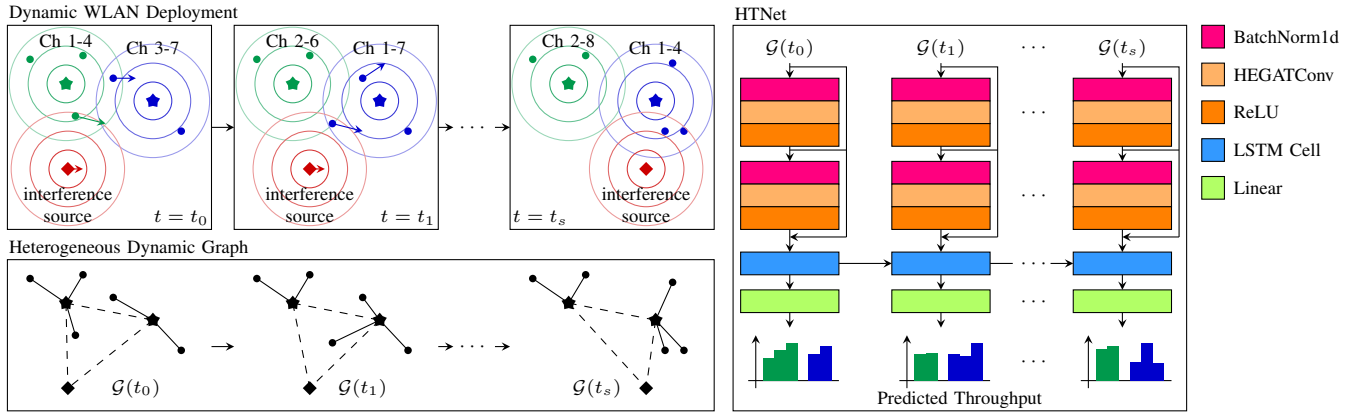 Dynamic WLAN Deployment
Ch 1-4
Ch 3-7
interference
source
t = t₀
Ch 2-6
Ch 1-7
interference
source
t = t₁
· · ·
Ch 2-8
Ch 1-4
interference
source
t = tₛ
Heterogeneous Dynamic Graph
𝒢(t₀)
𝒢(t₁)
· · ·
𝒢(tₛ)
HTNet
𝒢(t₀) 𝒢(t₁) · · · 𝒢(tₛ)
· · ·
· · ·
· · ·
· · ·
· · ·
Predicted Throughput
BatchNorm1d
HEGATConv
ReLU
LSTM Cell
Linear